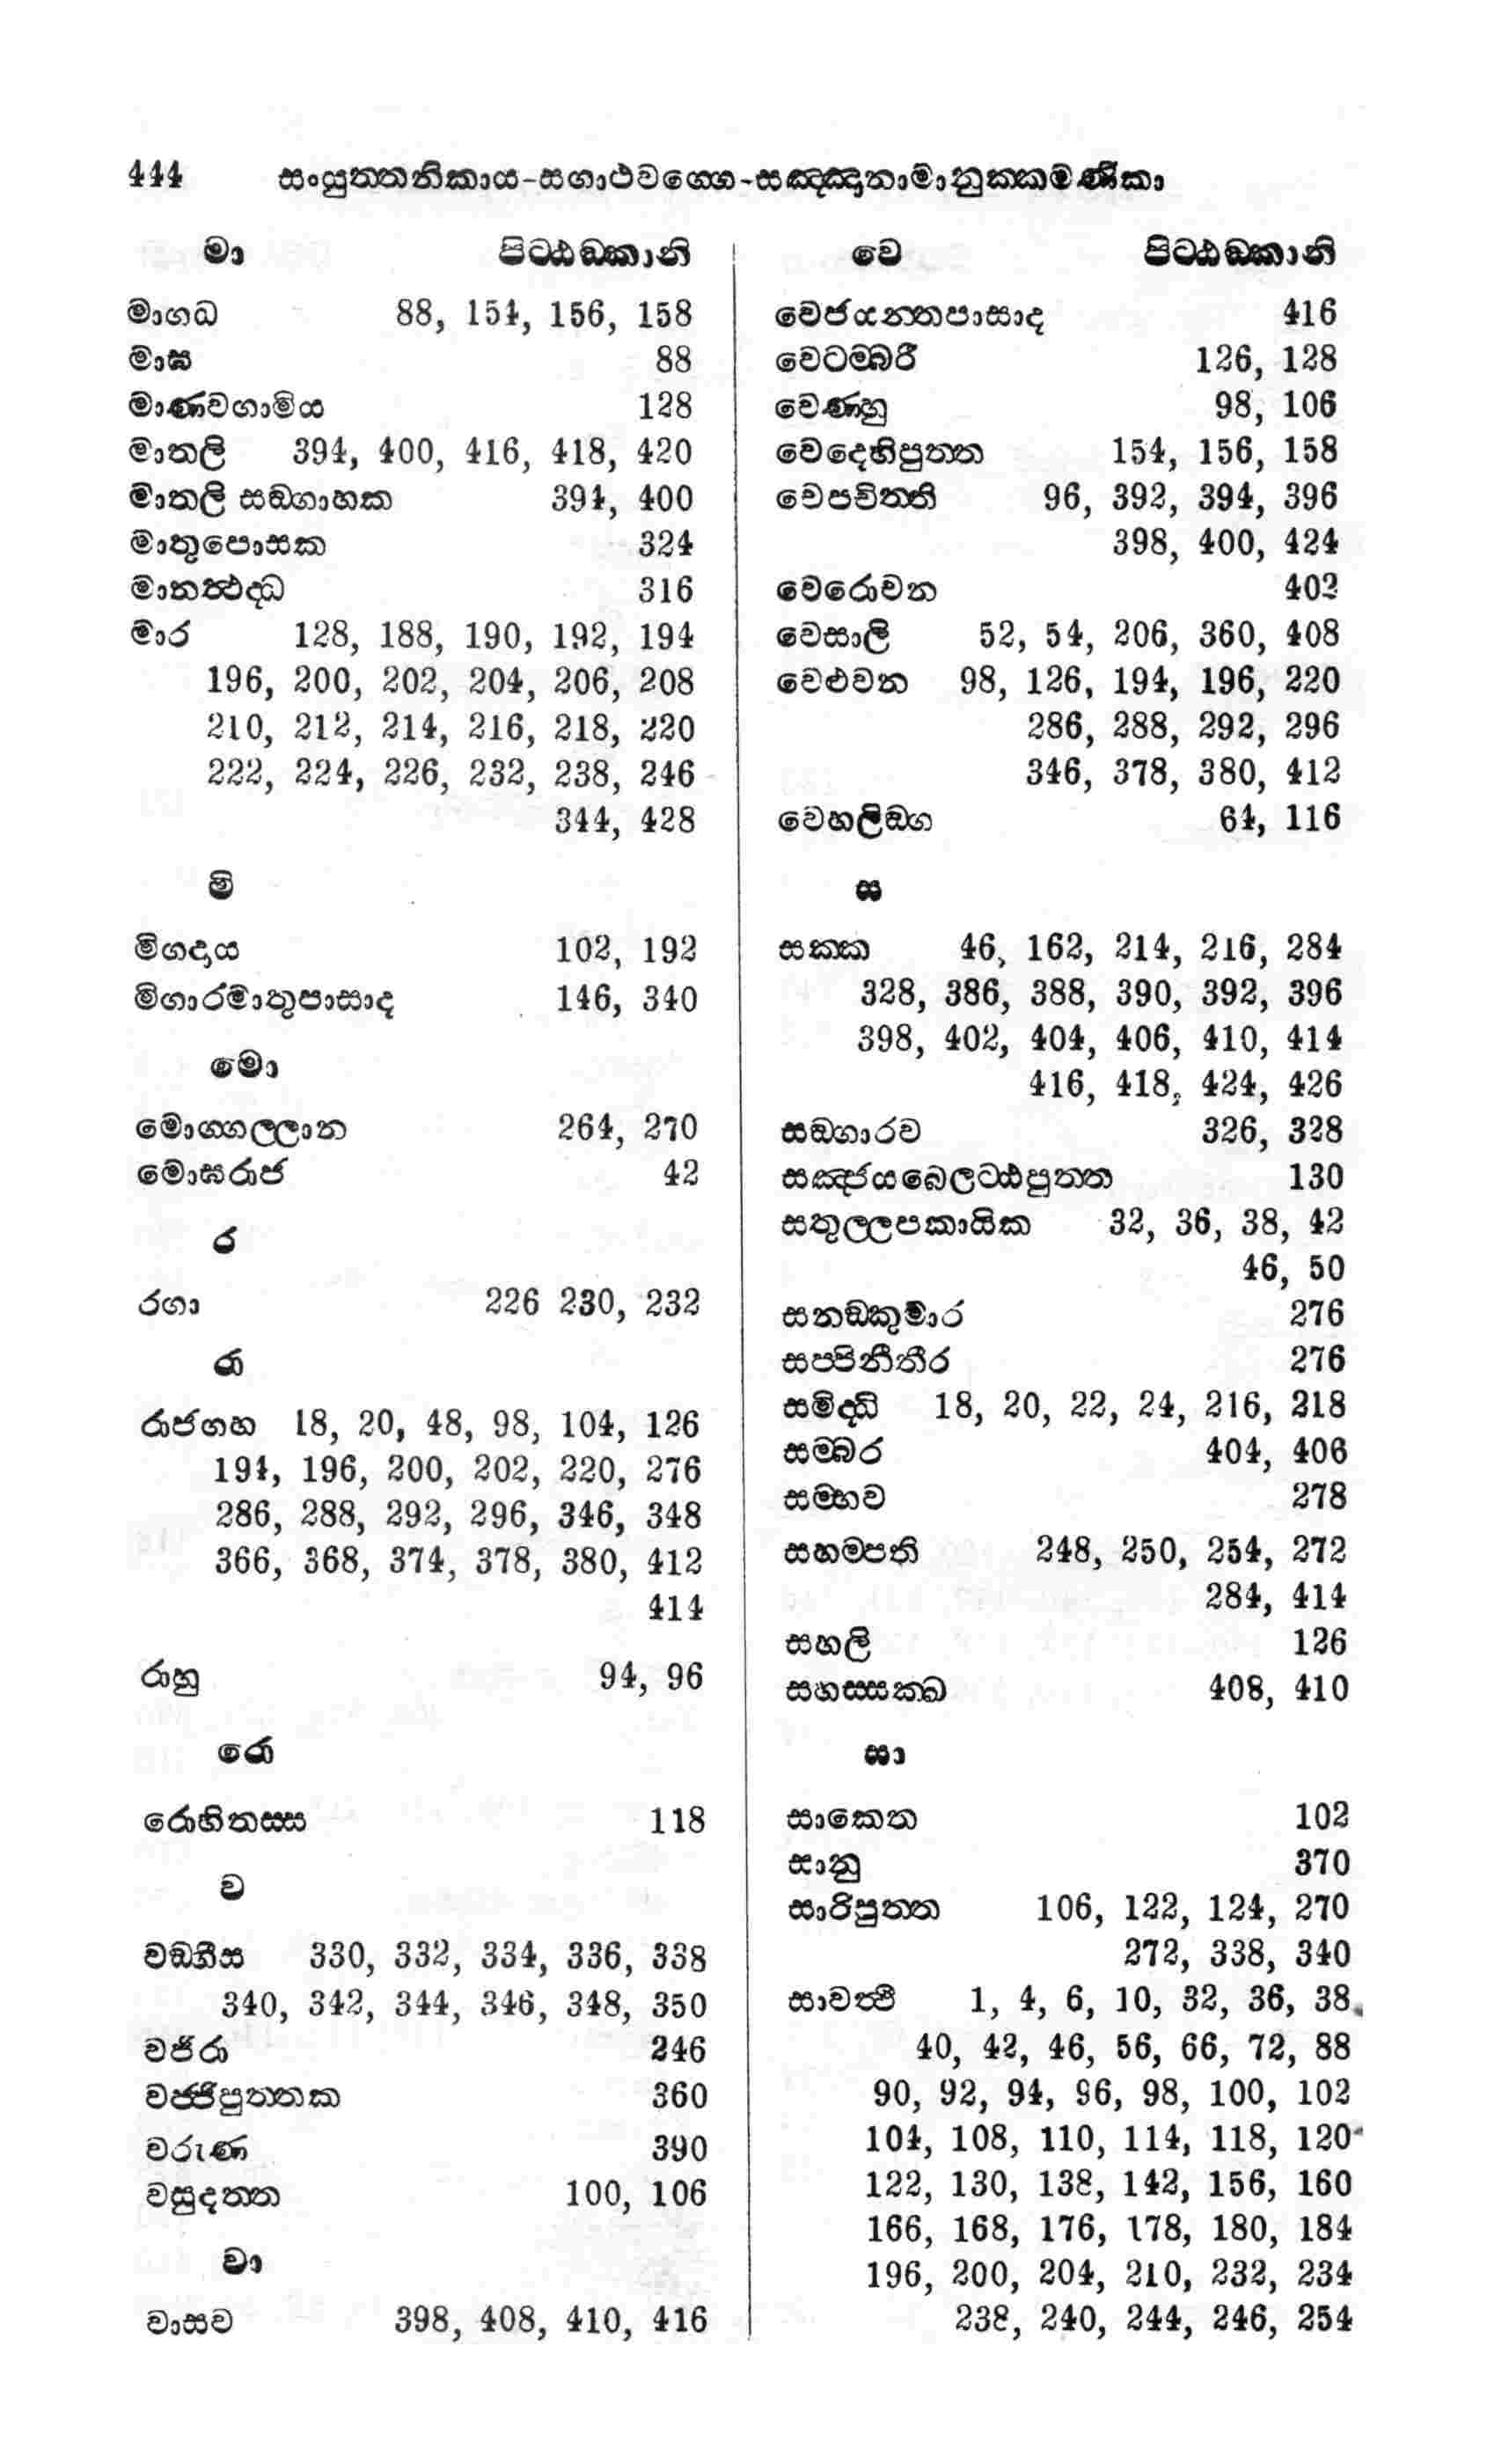 444 සංයුත්තනිකාය-සගාථවග්ගෙ-සඤ්ඤානාමානුක්කමණිකා
මා පිට්ඨඞ්කානි
මාගධ 88, 154, 156, 158
මාඝ 88
මාණවගාමිය 128
මාතලි 394, 400, 416, 418, 420
මාතලි සඞ්ගාහක 394, 400
මාතුපොසක 324
මානත්ථද්ධ 316
මාර 128, 188, 190, 192, 194
196, 200, 202, 204, 206, 208
210, 212, 214, 216, 218, 220
222, 224, 226, 232, 238, 246
344, 428
මි
මිගදාය 102, 192
මිගාරමාතුපාසාද 146, 340
මො
මොග්ගල්ලාන 264, 270
මොඝරාජ 42
ර
රගා 226 230, 232
රා
රාජගහ 18, 20, 48, 98, 104, 126
194, 196, 200, 202, 220, 276
286, 288, 292, 296, 346, 348
366, 368, 374, 378, 380, 412
414
රාහු 94, 96
රො
රොහිතස්ස 118
ව
වඞ්ගීස 330, 332, 334, 336, 338
340, 342, 344, 346, 348, 350
වජිරා 246
වජ්ජිපුත්තක 360
වරුණ 390
වසුදත්ත 100, 106
වා
වාසව 398, 408, 410, 416
වෙ පිට්ඨඞ්කානි
වෙජයන්තපාසාද 416
වෙටම්බරී 126, 128
වෙණ්හු 98, 106
වෙදෙහිපුත්ත 154, 156, 158
වෙපචිත්ති 96, 392, 394, 396
398, 400, 424
වෙරොචන 402
වෙසාලි 52, 54, 206, 360, 408
වෙළුවන 98, 126, 194, 196, 220
286, 288, 292, 296
346, 378, 380, 412
වෙහලිඞ්ග 64, 116
ස
සක්ක 46, 162, 214, 216, 284
328, 386, 388, 390, 392, 396
398, 402, 404, 406, 410, 414
416, 418, 424, 426
සඞ්ගාරව 326, 328
සඤ්ජයබෙලට්ඨපුත්ත 130
සතුල්ලපකායික 32, 36, 38, 42
46, 50
සනඞ්කුමාර 276
සප්පිනීතීර 276
සමිද්ධි 18, 20, 22, 24, 216, 218
සම්බර 404, 406
සම්භව 278
සහම්පති 248, 250, 254, 272
284, 414
සහලි 126
සහස්සක්ඛ 408, 410
සා
සාකෙත 102
සානු 370
සාරිපුත්ත 106, 122, 124, 270
272, 338, 340
සාවත්ථි 1, 4, 6, 10, 32, 36, 38,
40, 42, 46, 56, 66, 72, 88
90, 92, 94, 96, 98, 100, 102
104, 108, 110, 114, 118, 120
122, 130, 138, 142, 156, 160
166, 168, 176, 178, 180, 184
196, 200, 204, 210, 232, 234
238, 240, 244, 246, 254